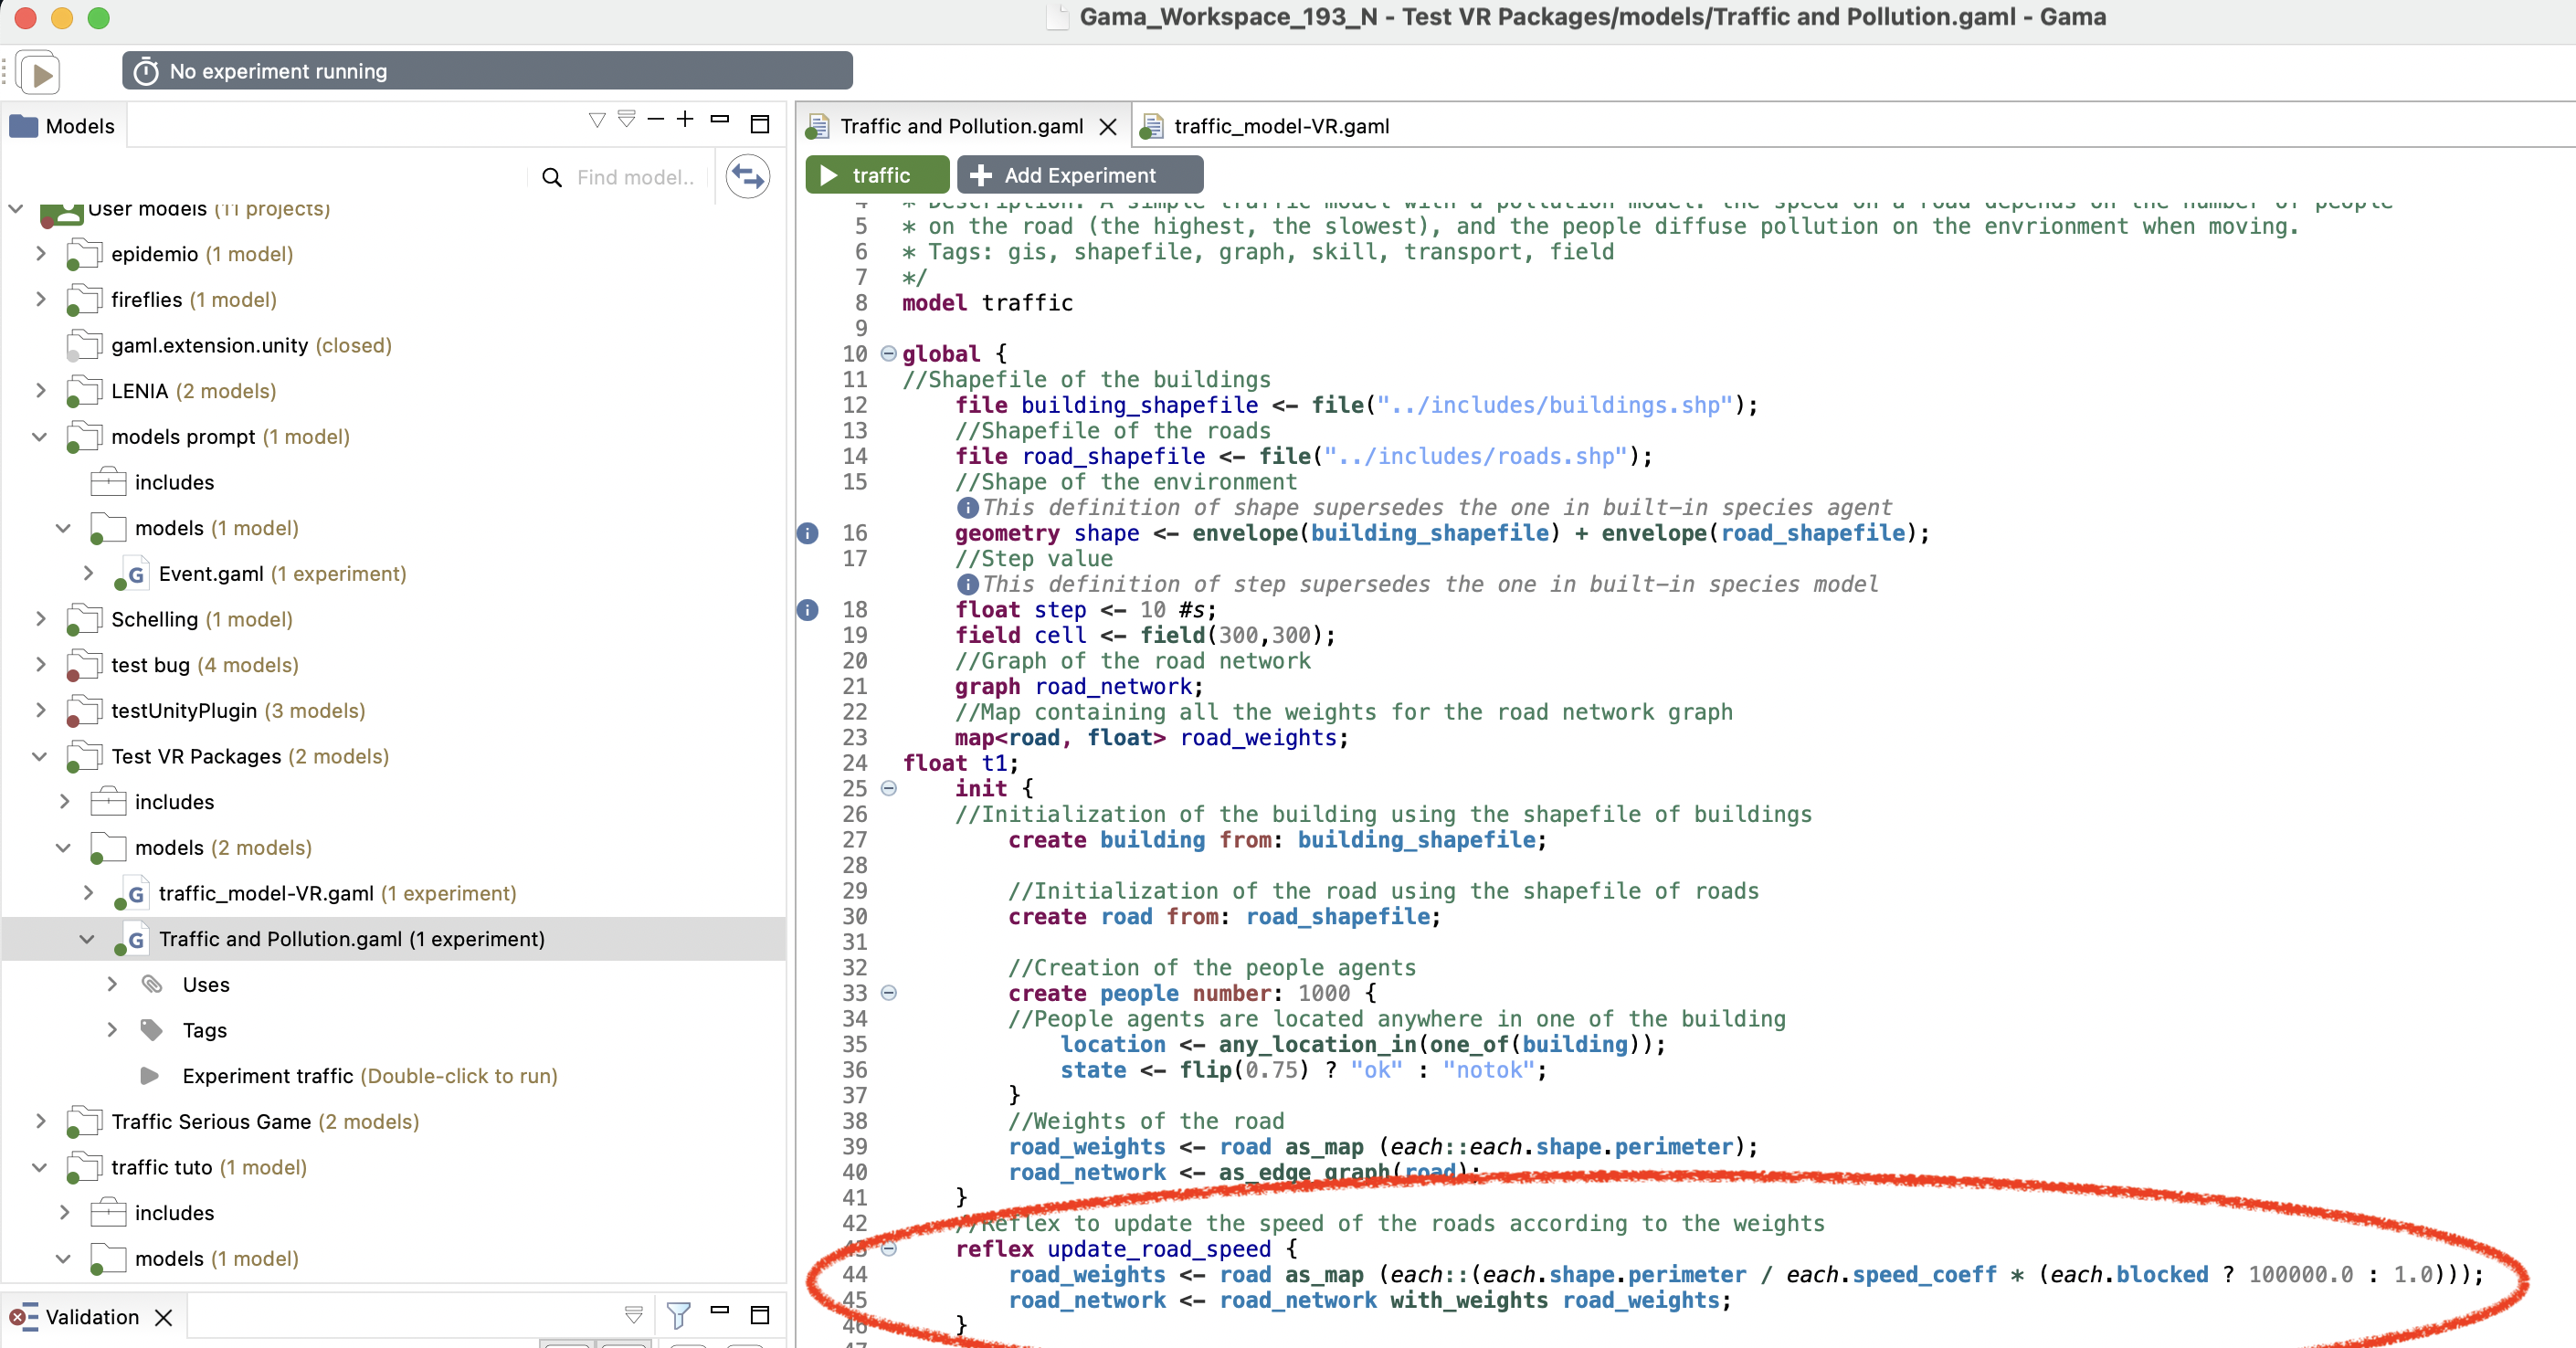 Gama_Workspace_193_N - Test VR Packages/models/Traffic and Pollution.gaml - Gama
No experiment running
Models
Find model..
User models (11 projects)
epidemio (1 model)
fireflies (1 model)
gaml.extension.unity (closed)
LENIA (2 models)
models prompt (1 model)
includes
models (1 model)
Event.gaml (1 experiment)
Schelling (1 model)
test bug (4 models)
testUnityPlugin (3 models)
Test VR Packages (2 models)
includes
models (2 models)
traffic_model-VR.gaml (1 experiment)
Traffic and Pollution.gaml (1 experiment)
Uses
Tags
Experiment traffic (Double-click to run)
Traffic Serious Game (2 models)
traffic tuto (1 model)
includes
models (1 model)
Validation
Traffic and Pollution.gaml
traffic_model-VR.gaml
traffic
Add Experiment
4 * Description: A simple traffic model with a pollution model: the speed on a road depends on the number of people
5 * on the road (the highest, the slowest), and the people diffuse pollution on the envrionment when moving.
6 * Tags: gis, shapefile, graph, skill, transport, field
7 */
8 model traffic
9
10 global {
11 //Shapefile of the buildings
12 file building_shapefile <- file("../includes/buildings.shp");
13 //Shapefile of the roads
14 file road_shapefile <- file("../includes/roads.shp");
15 //Shape of the environment
This definition of shape supersedes the one in built-in species agent
16 geometry shape <- envelope(building_shapefile) + envelope(road_shapefile);
17 //Step value
This definition of step supersedes the one in built-in species model
18 float step <- 10 #s;
19 field cell <- field(300,300);
20 //Graph of the road network
21 graph road_network;
22 //Map containing all the weights for the road network graph
23 map<road, float> road_weights;
24 float t1;
25 init {
26 //Initialization of the building using the shapefile of buildings
27 create building from: building_shapefile;
28
29 //Initialization of the road using the shapefile of roads
30 create road from: road_shapefile;
31
32 //Creation of the people agents
33 create people number: 1000 {
34 //People agents are located anywhere in one of the building
35 location <- any_location_in(one_of(building));
36 state <- flip(0.75) ? "ok" : "notok";
37 }
38 //Weights of the road
39 road_weights <- road as_map (each::each.shape.perimeter);
40 road_network <- as_edge_graph(road);
41 }
42 //Reflex to update the speed of the roads according to the weights
43 reflex update_road_speed {
44 road_weights <- road as_map (each::(each.shape.perimeter / each.speed_coeff * (each.blocked ? 100000.0 : 1.0)));
45 road_network <- road_network with_weights road_weights;
46 }
47